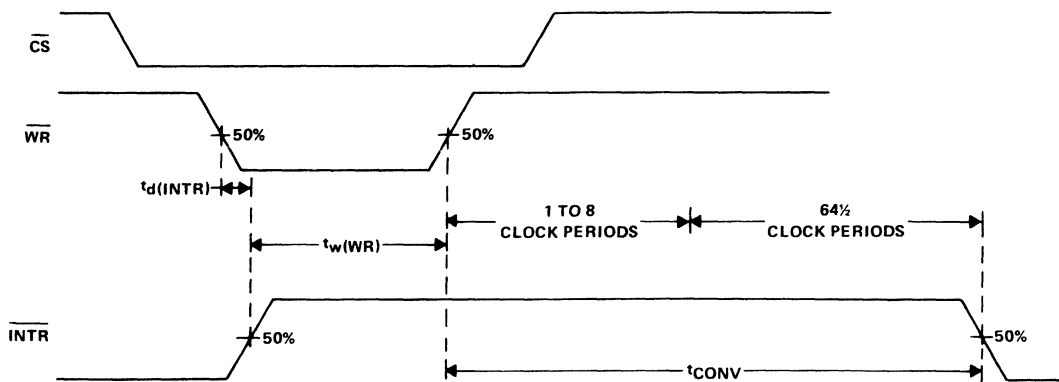 CS
WR
50%
50%
td(INTR)
1 TO 8
CLOCK PERIODS
64½
CLOCK PERIODS
tw(WR)
INTR
50%
50%
tCONV